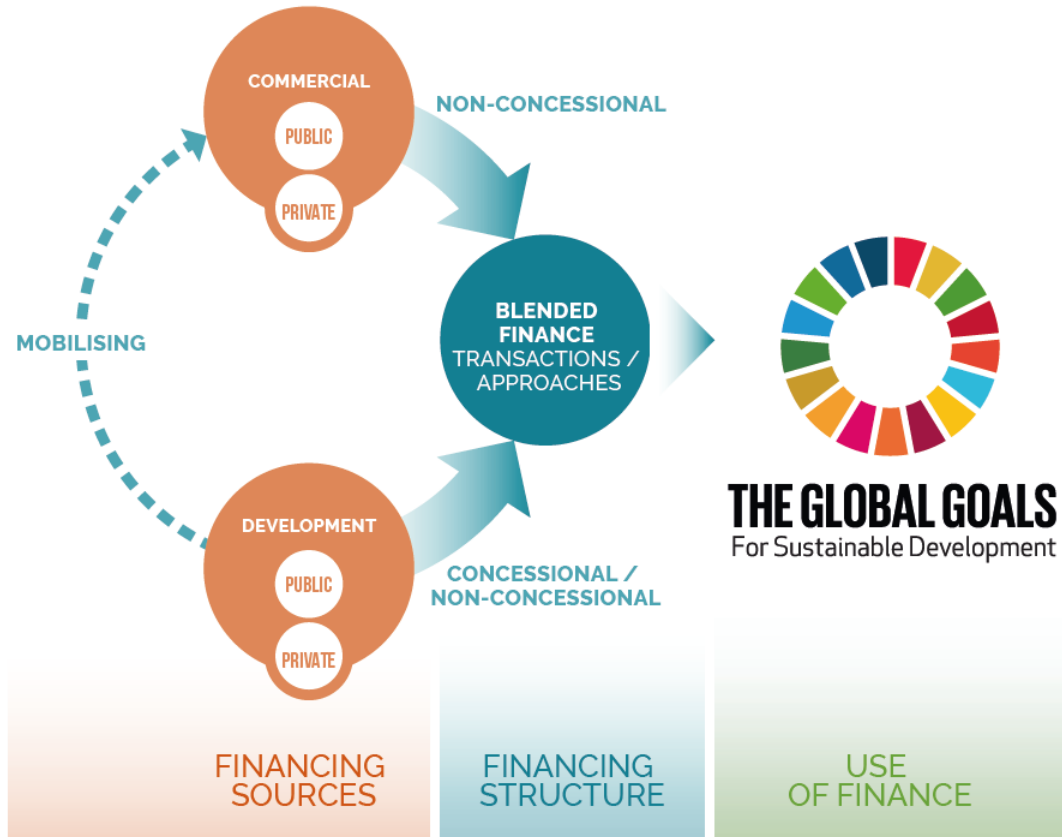 COMMERCIAL
PUBLIC
PRIVATE
NON-CONCESSIONAL
MOBILISING
BLENDED
FINANCE
TRANSACTIONS /
APPROACHES
DEVELOPMENT
PUBLIC
PRIVATE
CONCESSIONAL /
NON-CONCESSIONAL
THE GLOBAL GOALS
For Sustainable Development
FINANCING
SOURCES
FINANCING
STRUCTURE
USE
OF FINANCE